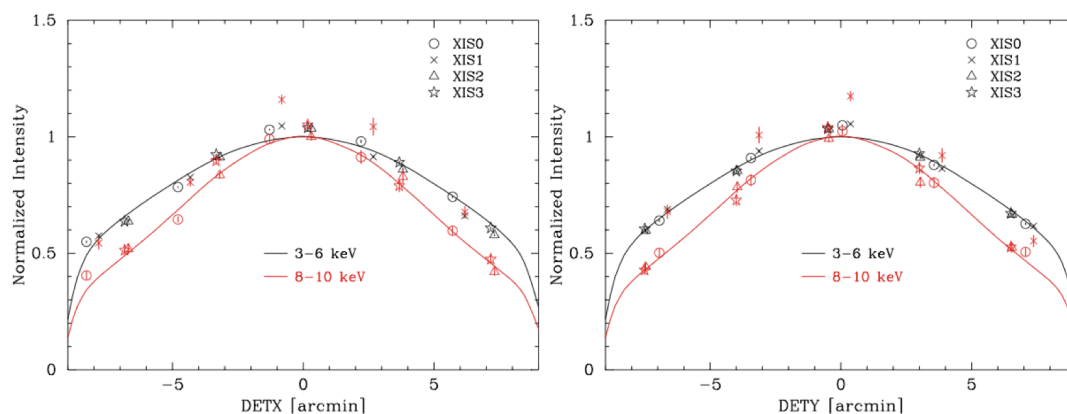 1.5
1
0.5
0
Normalized Intensity
XIS0
XIS1
XIS2
XIS3
3−6 keV
8−10 keV
−5
0
5
DETX [arcmin]
1.5
1
0.5
0
Normalized Intensity
XIS0
XIS1
XIS2
XIS3
3−6 keV
8−10 keV
−5
0
5
DETY [arcmin]